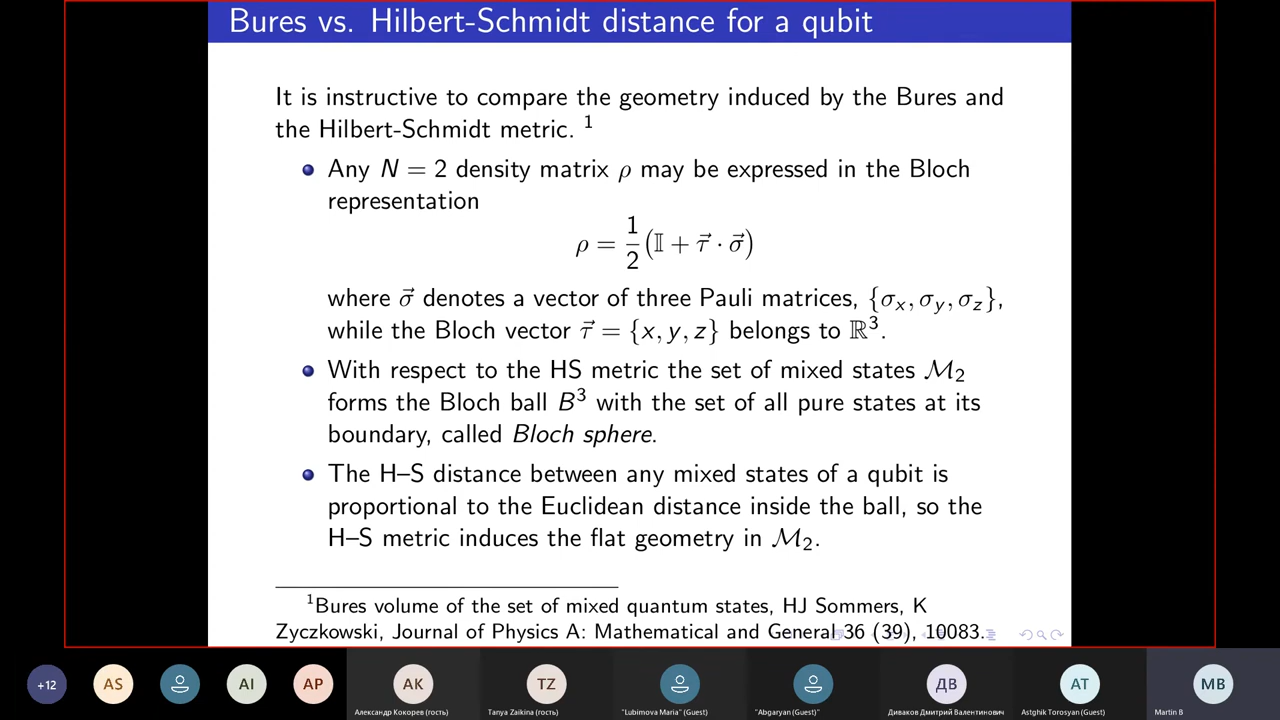 Bures vs. Hilbert-Schmidt distance for a qubit
It is instructive to compare the geometry induced by the Bures and
the Hilbert-Schmidt metric. ¹
Any N = 2 density matrix ρ may be expressed in the Bloch
representation
ρ = 1/2 (𝕀 + τ⃗ · σ⃗)
where σ⃗ denotes a vector of three Pauli matrices, {σₓ, σ_y, σ_z},
while the Bloch vector τ⃗ = {x, y, z} belongs to ℝ³.
With respect to the HS metric the set of mixed states ℳ₂
forms the Bloch ball B³ with the set of all pure states at its
boundary, called Bloch sphere.
The H–S distance between any mixed states of a qubit is
proportional to the Euclidean distance inside the ball, so the
H–S metric induces the flat geometry in ℳ₂.
¹Bures volume of the set of mixed quantum states, HJ Sommers, K
Zyczkowski, Journal of Physics A: Mathematical and General 36 (39), 10083.
+12
AS
AI
AP
AK
TZ
ДВ
AT
MB
Александр Кокорев (гость)
Tanya Zaikina (гость)
"Lubimova Maria" (Guest)
"Abgaryan (Guest)"
Диваков Дмитрий Валентинович
Astghik Torosyan (Guest)
Martin B